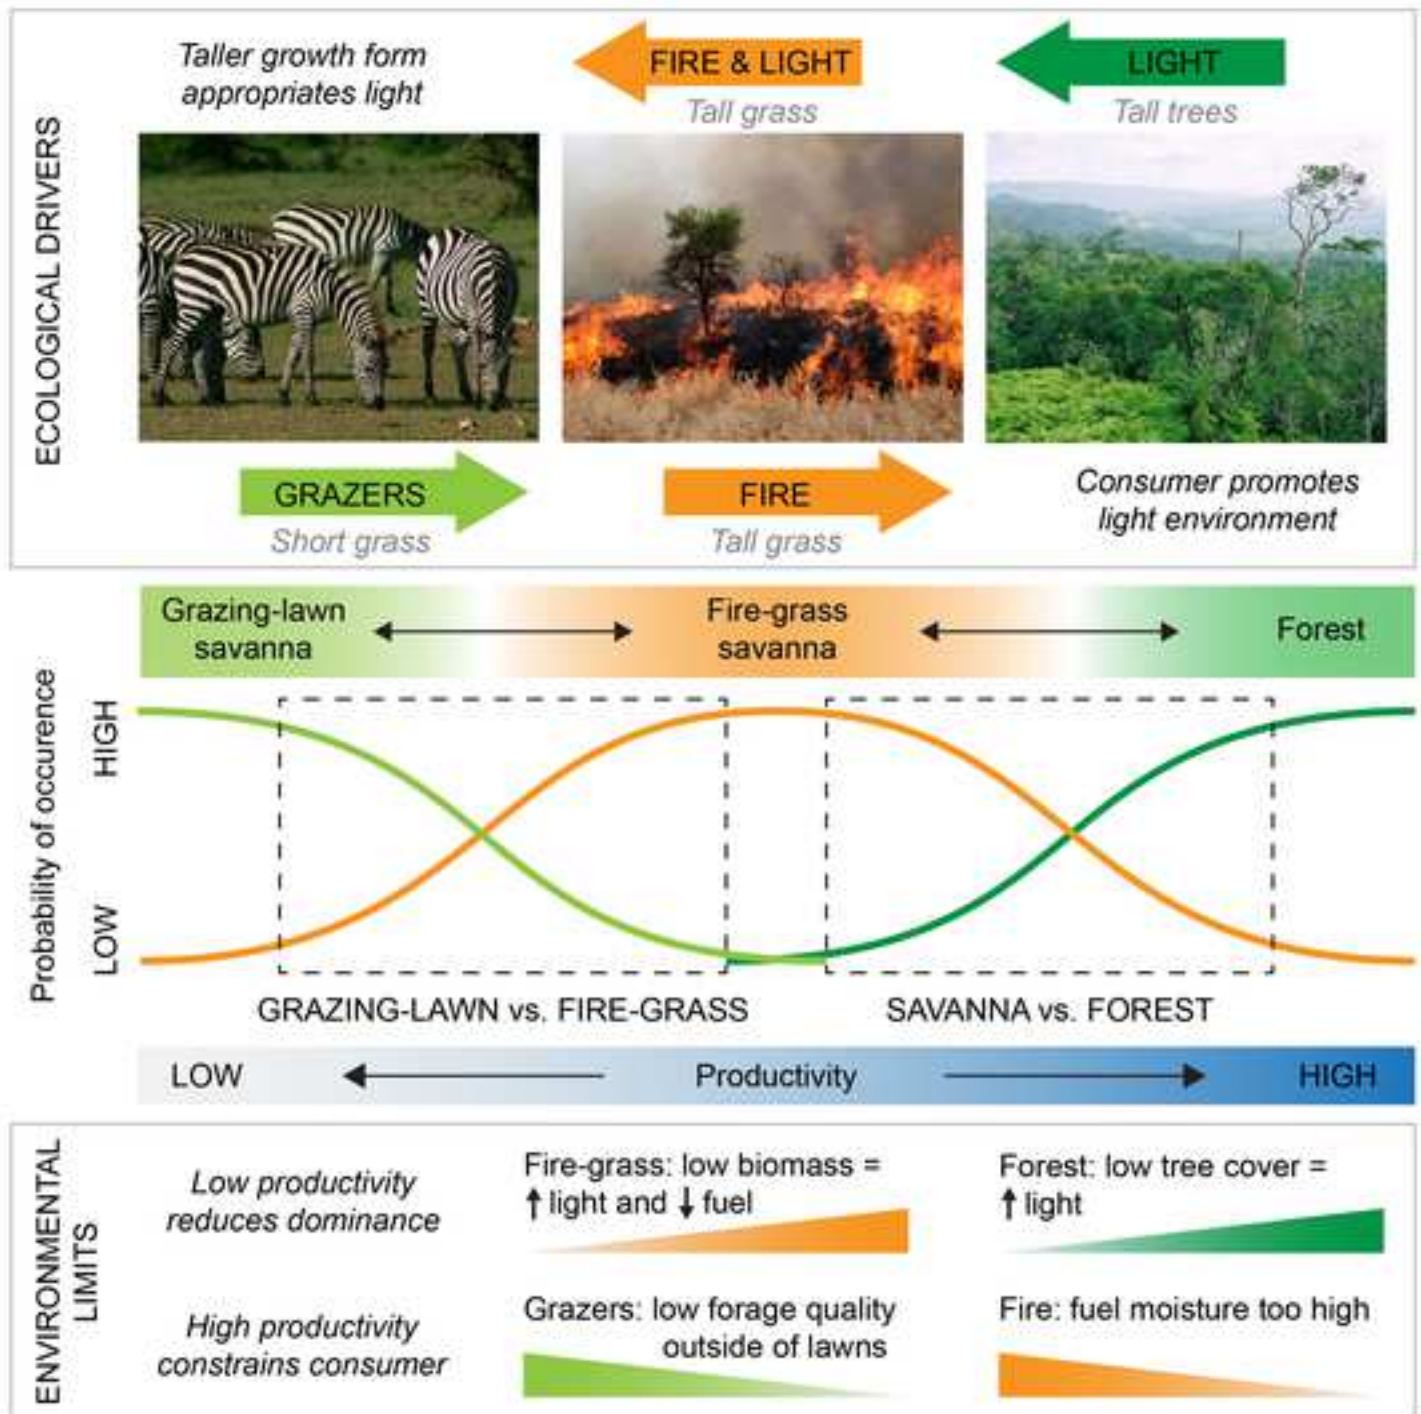 ECOLOGICAL DRIVERS
Taller growth form
appropriates light
FIRE & LIGHT
Tall grass
LIGHT
Tall trees
GRAZERS
Short grass
FIRE
Tall grass
Consumer promotes
light environment
Grazing-lawn
savanna
Fire-grass
savanna
Forest
Probability of occurence
HIGH
LOW
GRAZING-LAWN vs. FIRE-GRASS
SAVANNA vs. FOREST
LOW
Productivity
HIGH
ENVIRONMENTAL
LIMITS
Low productivity
reduces dominance
Fire-grass: low biomass =
↑ light and ↓ fuel
Forest: low tree cover =
↑ light
High productivity
constrains consumer
Grazers: low forage quality
outside of lawns
Fire: fuel moisture too high